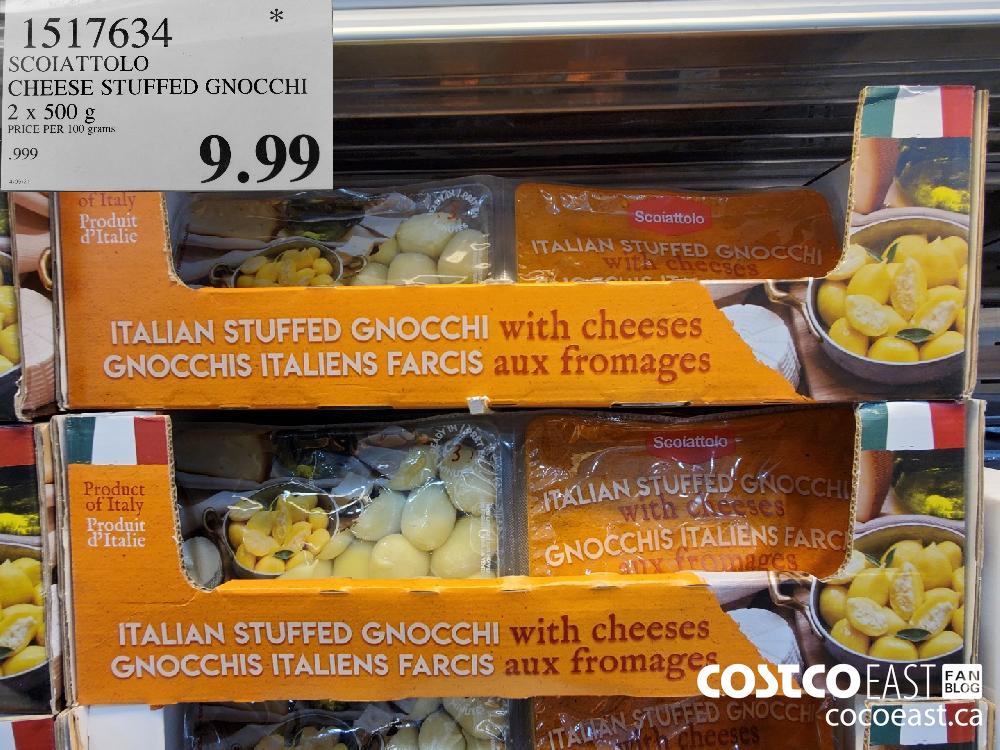 *
1517634
SCOIATTOLO
CHEESE STUFFED GNOCCHI
2 x 500 g
PRICE PER 100 grams
.999
9.99
of Italy
Produit
d'Italie
Scoiattolo
ITALIAN STUFFED GNOCCHI
with cheeses
ITALIAN STUFFED GNOCCHI with cheeses
GNOCCHIS ITALIENS FARCIS aux fromages
Product
of Italy
Produit
d'Italie
3
Scoiattolo
ITALIAN STUFFED GNOCCHI
with cheeses
GNOCCHIS ITALIENS FARCI
aux fromages
ITALIAN STUFFED GNOCCHI with cheeses
GNOCCHIS ITALIENS FARCIS aux fromages
COSTCO EAST FAN BLOG
cocoeast.ca
ITALIAN STUFFED GNOCCHI
with cheeses